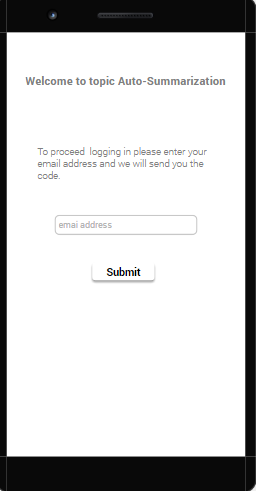 Welcome to topic Auto-Summarization
To proceed  logging in please enter your
email address and we will send you the
code.
emai address
Submit